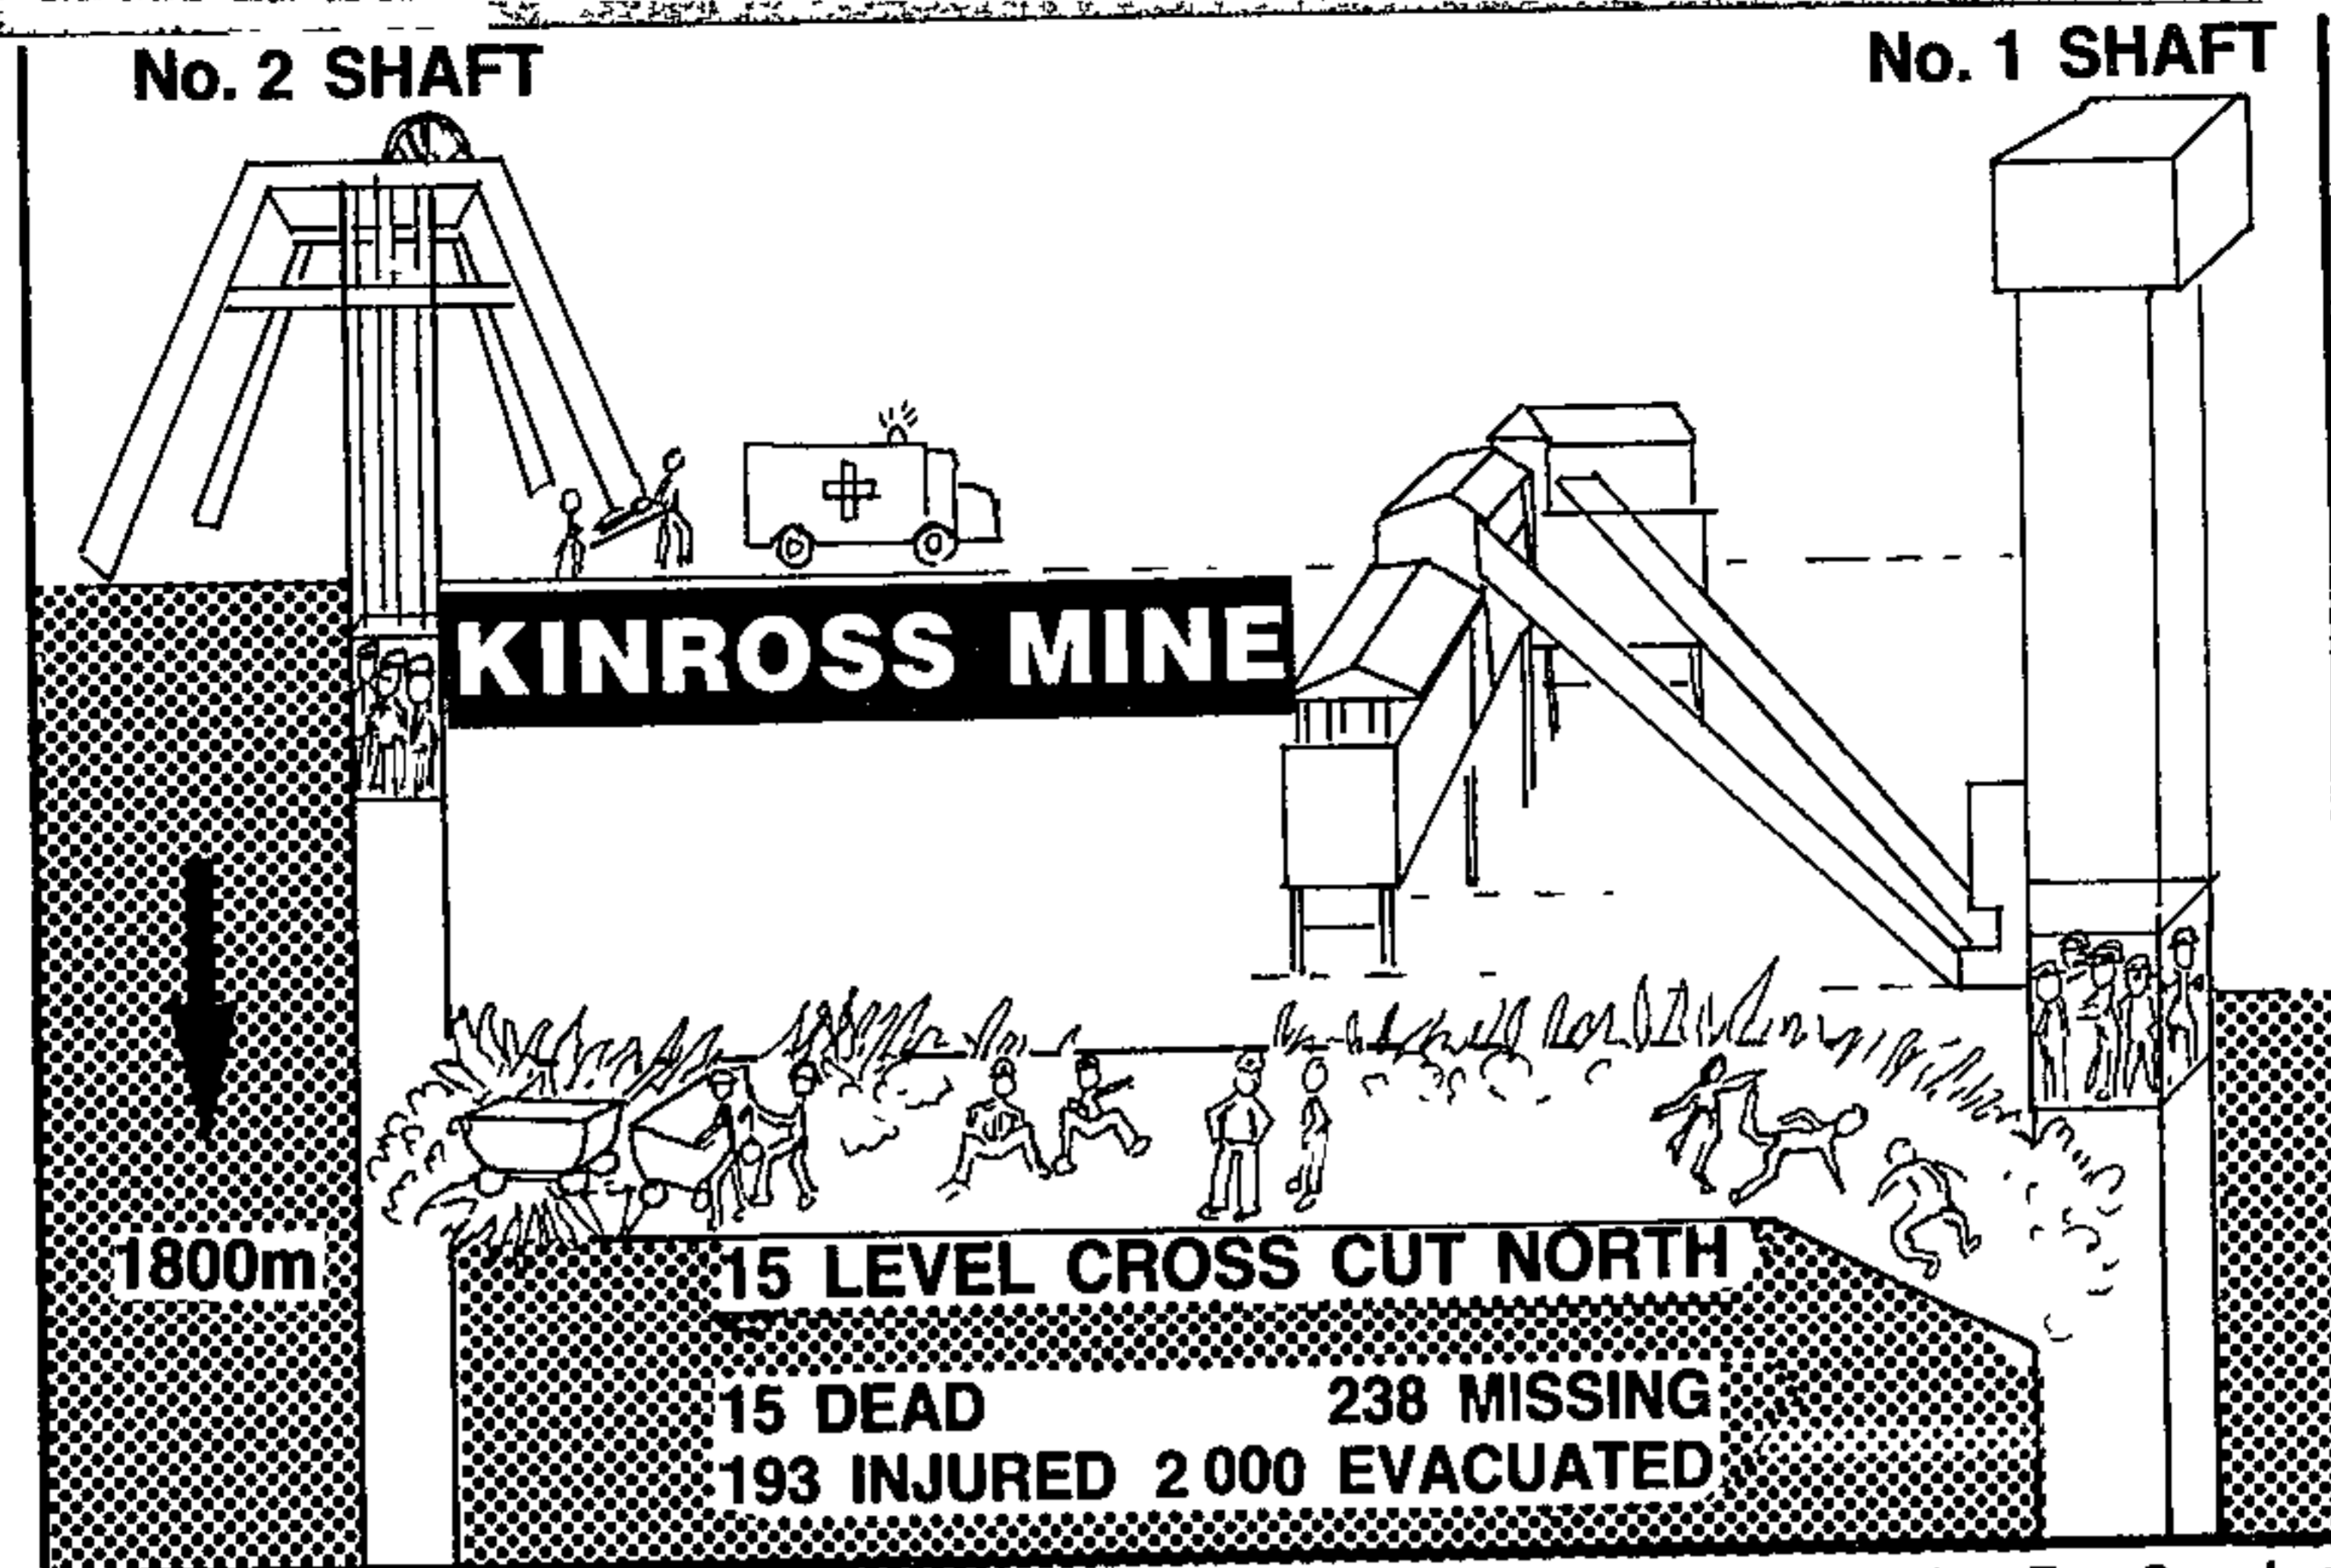 No. 2 SHAFT
No. 1 SHAFT
KINROSS MINE
1800m
15 LEVEL CROSS CUT NORTH
15 DEAD 238 MISSING
193 INJURED 2 000 EVACUATED